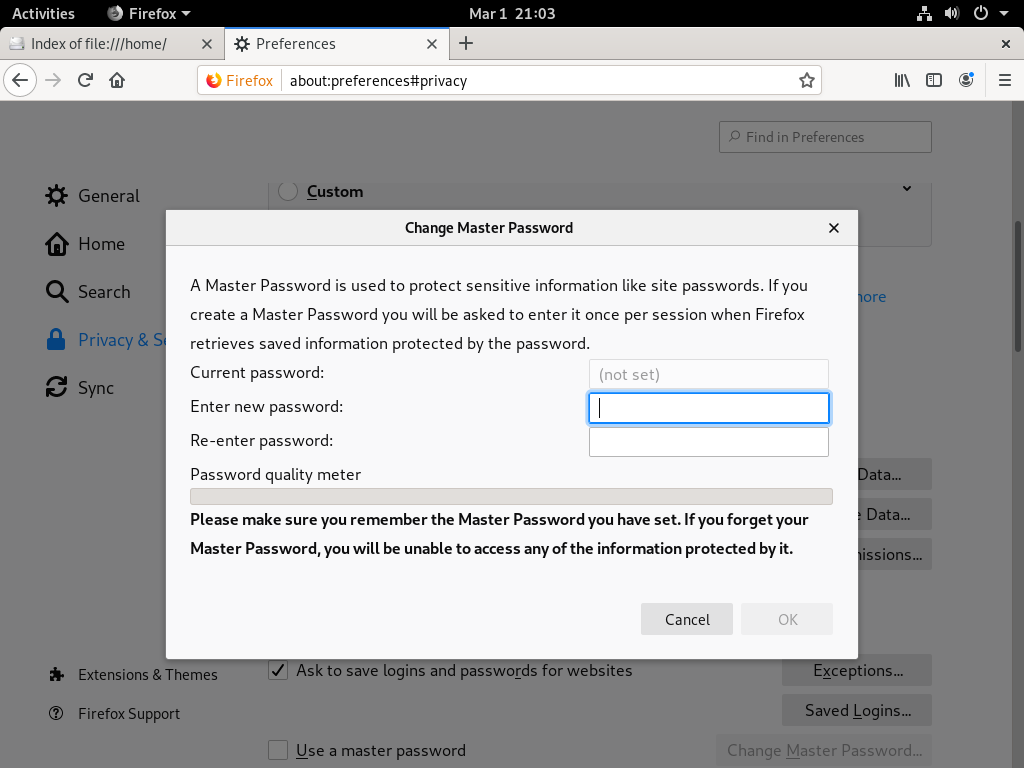 Activities Firefox Mar 1 21:03
Index of file:///home/ Preferences
Firefox about:preferences#privacy
Find in Preferences
General
Custom
Home
Search
Privacy & Se
Sync
Change Master Password
A Master Password is used to protect sensitive information like site passwords. If you
create a Master Password you will be asked to enter it once per session when Firefox
retrieves saved information protected by the password.
ore
Current password: (not set)
Enter new password:
Re-enter password:
Password quality meter
Data...
e Data...
issions...
Please make sure you remember the Master Password you have set. If you forget your
Master Password, you will be unable to access any of the information protected by it.
Cancel OK
Extensions & Themes
Firefox Support
Ask to save logins and passwords for websites Exceptions...
Saved Logins...
Use a master password Change Master Password...